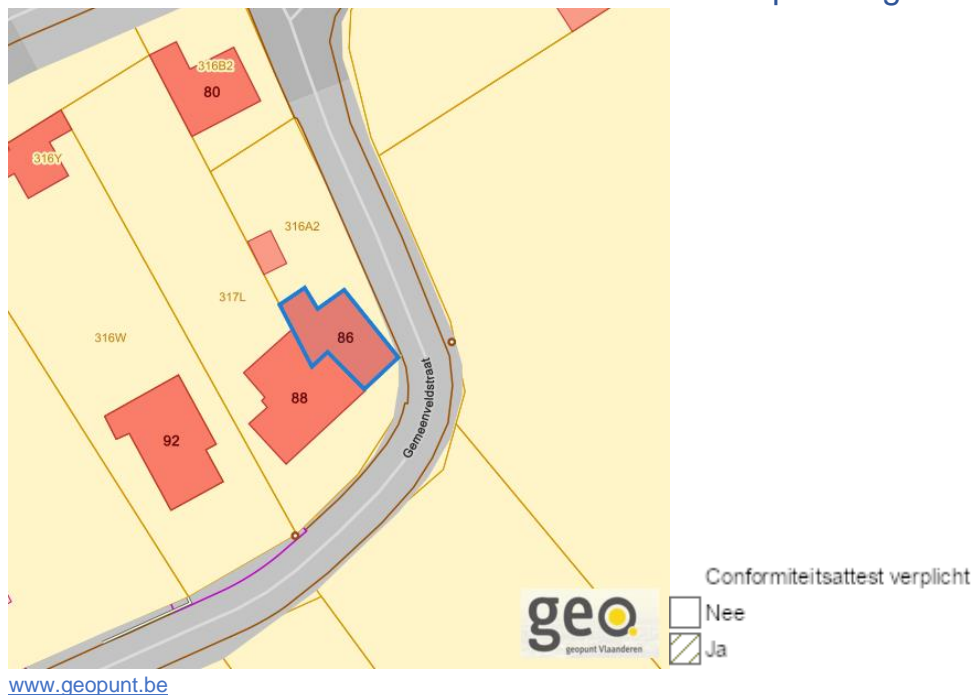 316B2
80
316Y
316A2
317L
316W
86
88
92
Gemeenveldstraat
geo.
geopunt Vlaanderen
Conformiteitsattest verplicht
Nee
Ja
www.geopunt.be